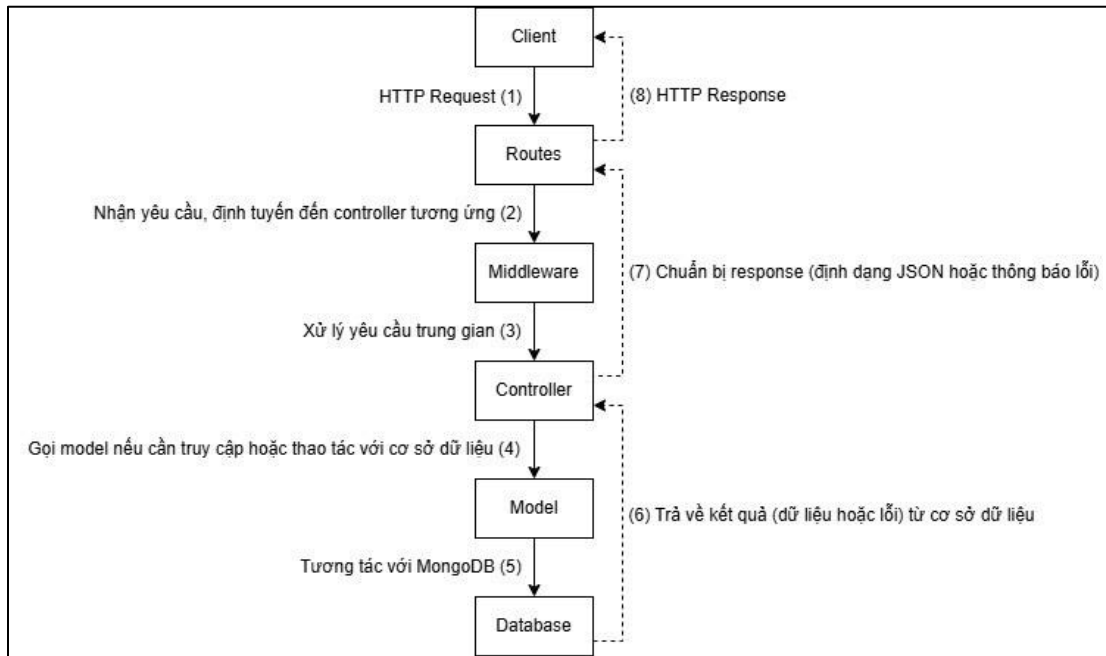 Client
HTTP Request (1)
(8) HTTP Response
Routes
Nhận yêu cầu, định tuyến đến controller tương ứng (2)
Middleware
(7) Chuẩn bị response (định dạng JSON hoặc thông báo lỗi)
Xử lý yêu cầu trung gian (3)
Controller
Gọi model nếu cần truy cập hoặc thao tác với cơ sở dữ liệu (4)
Model
(6) Trả về kết quả (dữ liệu hoặc lỗi) từ cơ sở dữ liệu
Tương tác với MongoDB (5)
Database